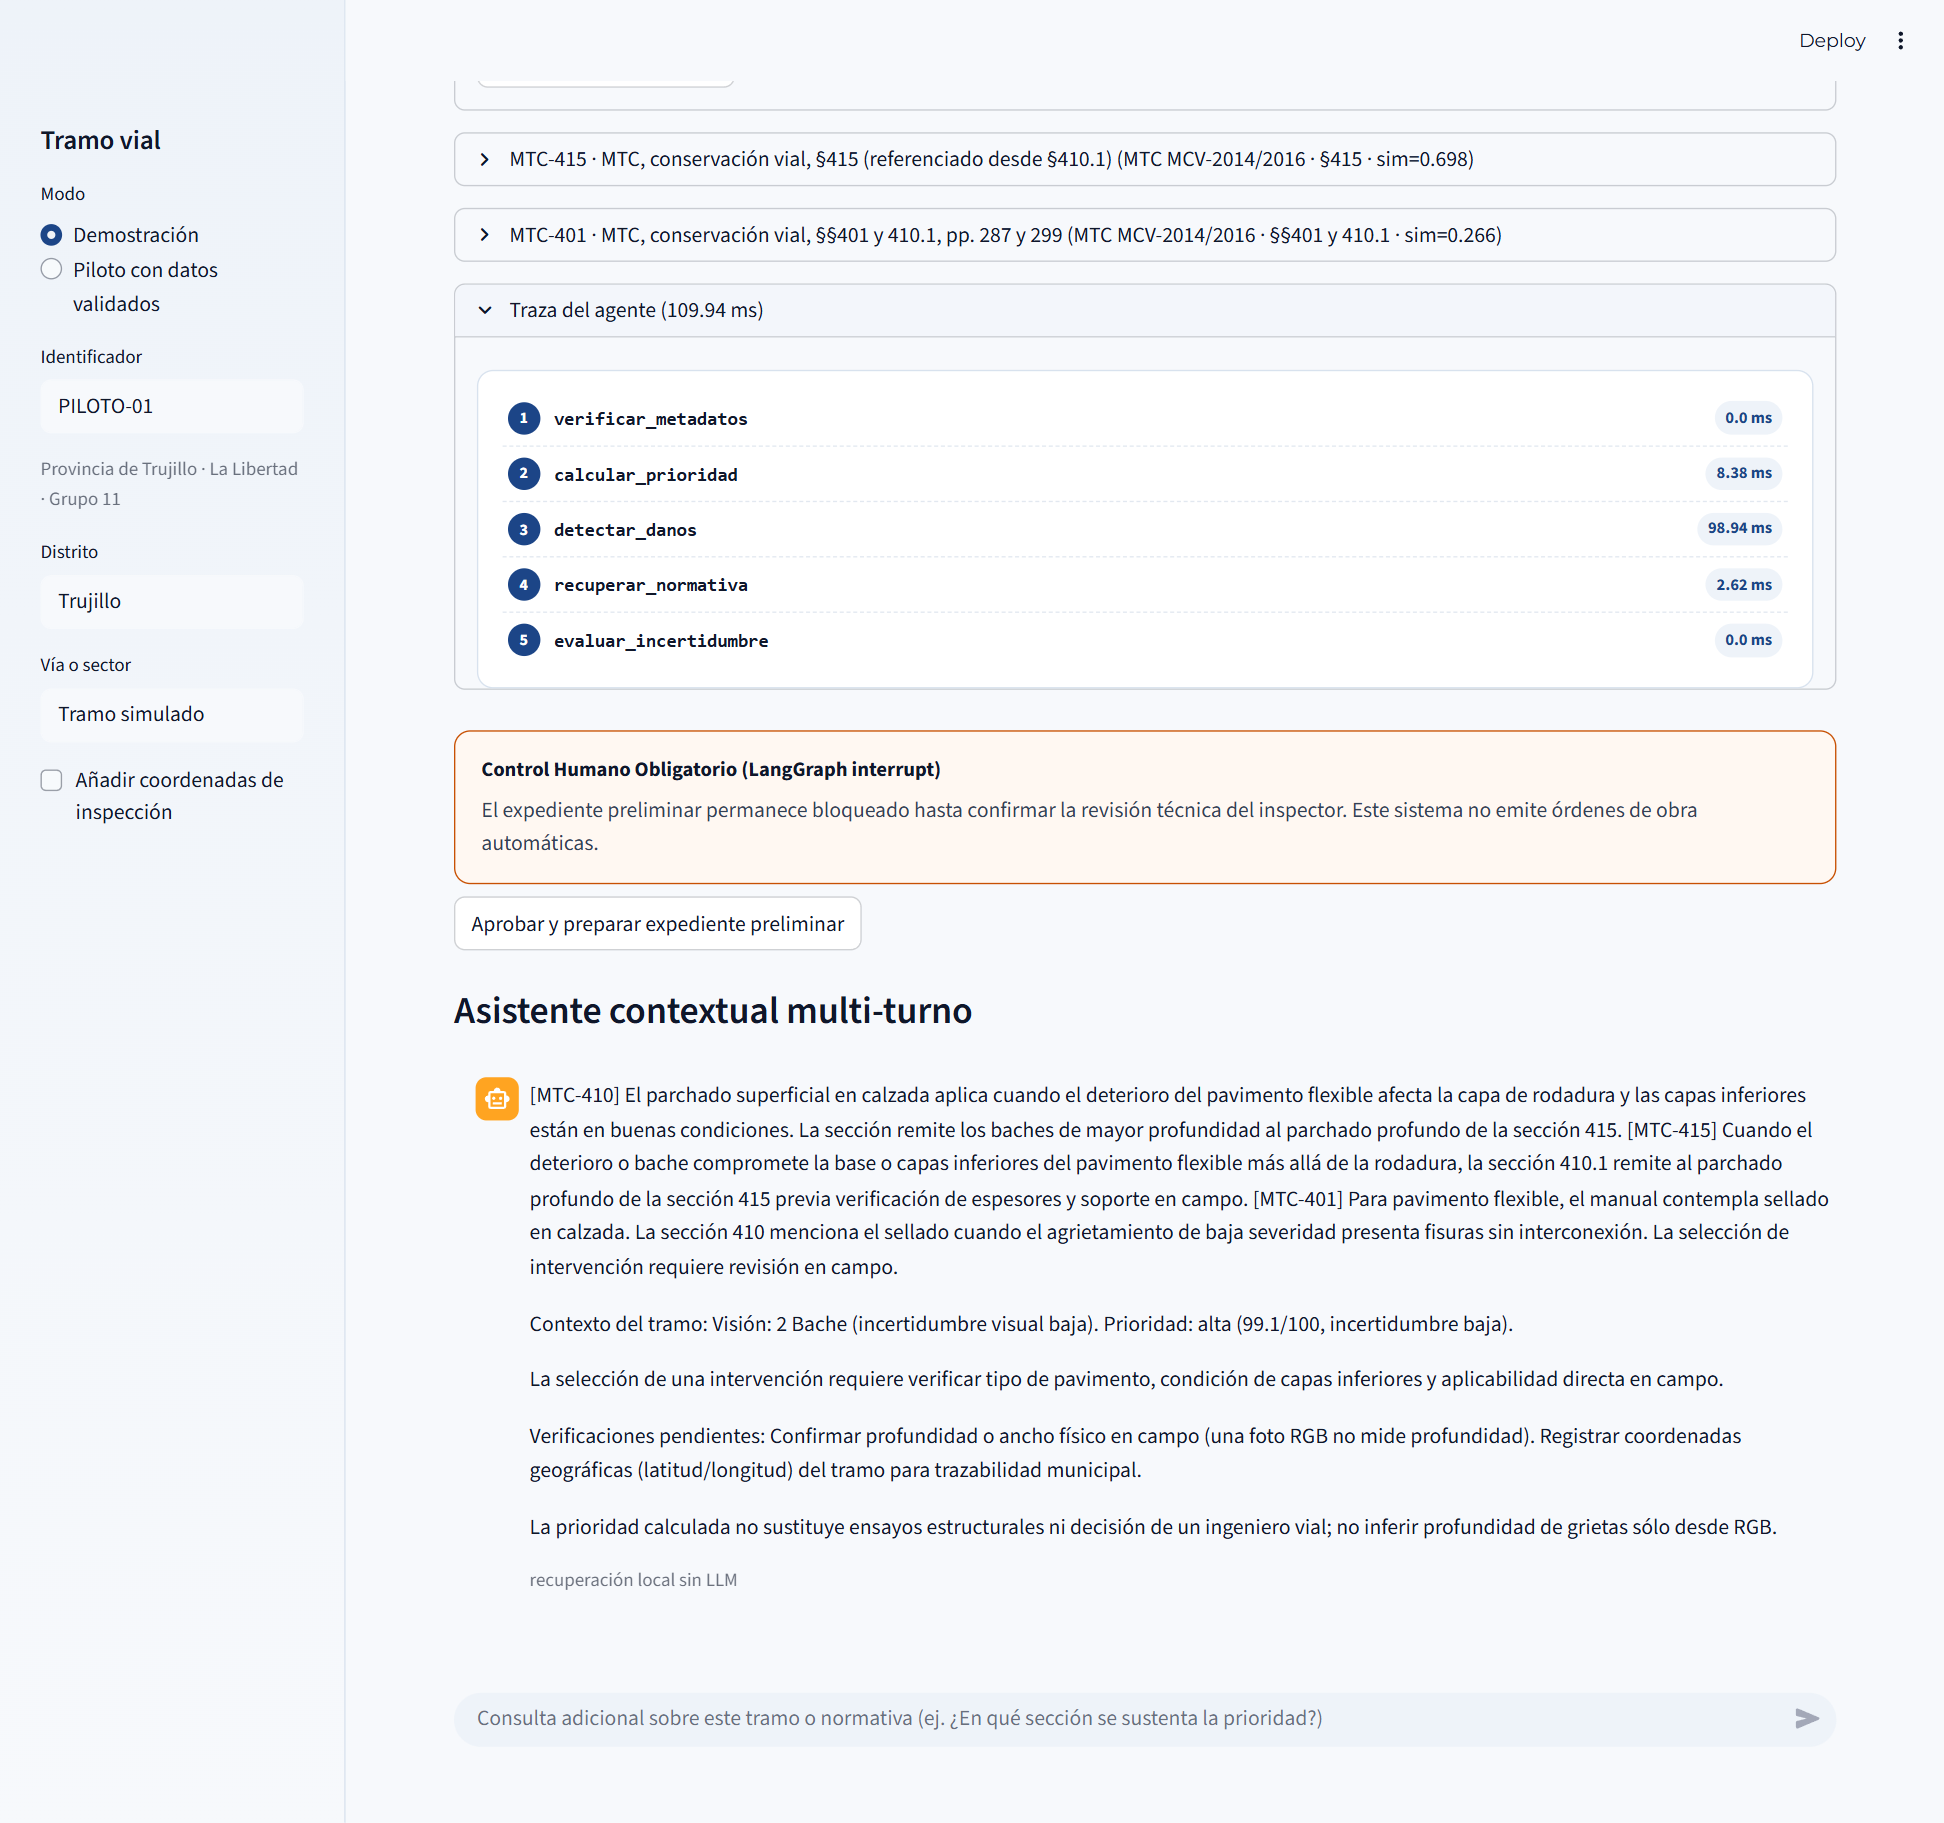 Deploy
Tramo vial
Modo
Demostración
Piloto con datos
validados
Identificador
PILOTO-01
Provincia de Trujillo · La Libertad
· Grupo 11
Distrito
Trujillo
Vía o sector
Tramo simulado
Añadir coordenadas de
inspección
MTC-415 · MTC, conservación vial, §415 (referenciado desde §410.1) (MTC MCV-2014/2016 · §415 · sim=0.698)
MTC-401 · MTC, conservación vial, §§401 y 410.1, pp. 287 y 299 (MTC MCV-2014/2016 · §§401 y 410.1 · sim=0.266)
Traza del agente (109.94 ms)
1 verificar_metadatos 0.0 ms
2 calcular_prioridad 8.38 ms
3 detectar_danos 98.94 ms
4 recuperar_normativa 2.62 ms
5 evaluar_incertidumbre 0.0 ms
Control Humano Obligatorio (LangGraph interrupt)
El expediente preliminar permanece bloqueado hasta confirmar la revisión técnica del inspector. Este sistema no emite órdenes de obra
automáticas.
Aprobar y preparar expediente preliminar
Asistente contextual multi-turno
[MTC-410] El parchado superficial en calzada aplica cuando el deterioro del pavimento flexible afecta la capa de rodadura y las capas inferiores
están en buenas condiciones. La sección remite los baches de mayor profundidad al parchado profundo de la sección 415. [MTC-415] Cuando el
deterioro o bache compromete la base o capas inferiores del pavimento flexible más allá de la rodadura, la sección 410.1 remite al parchado
profundo de la sección 415 previa verificación de espesores y soporte en campo. [MTC-401] Para pavimento flexible, el manual contempla sellado
en calzada. La sección 410 menciona el sellado cuando el agrietamiento de baja severidad presenta fisuras sin interconexión. La selección de
intervención requiere revisión en campo.
Contexto del tramo: Visión: 2 Bache (incertidumbre visual baja). Prioridad: alta (99.1/100, incertidumbre baja).
La selección de una intervención requiere verificar tipo de pavimento, condición de capas inferiores y aplicabilidad directa en campo.
Verificaciones pendientes: Confirmar profundidad o ancho físico en campo (una foto RGB no mide profundidad). Registrar coordenadas
geográficas (latitud/longitud) del tramo para trazabilidad municipal.
La prioridad calculada no sustituye ensayos estructurales ni decisión de un ingeniero vial; no inferir profundidad de grietas sólo desde RGB.
recuperación local sin LLM
Consulta adicional sobre este tramo o normativa (ej. ¿En qué sección se sustenta la prioridad?)